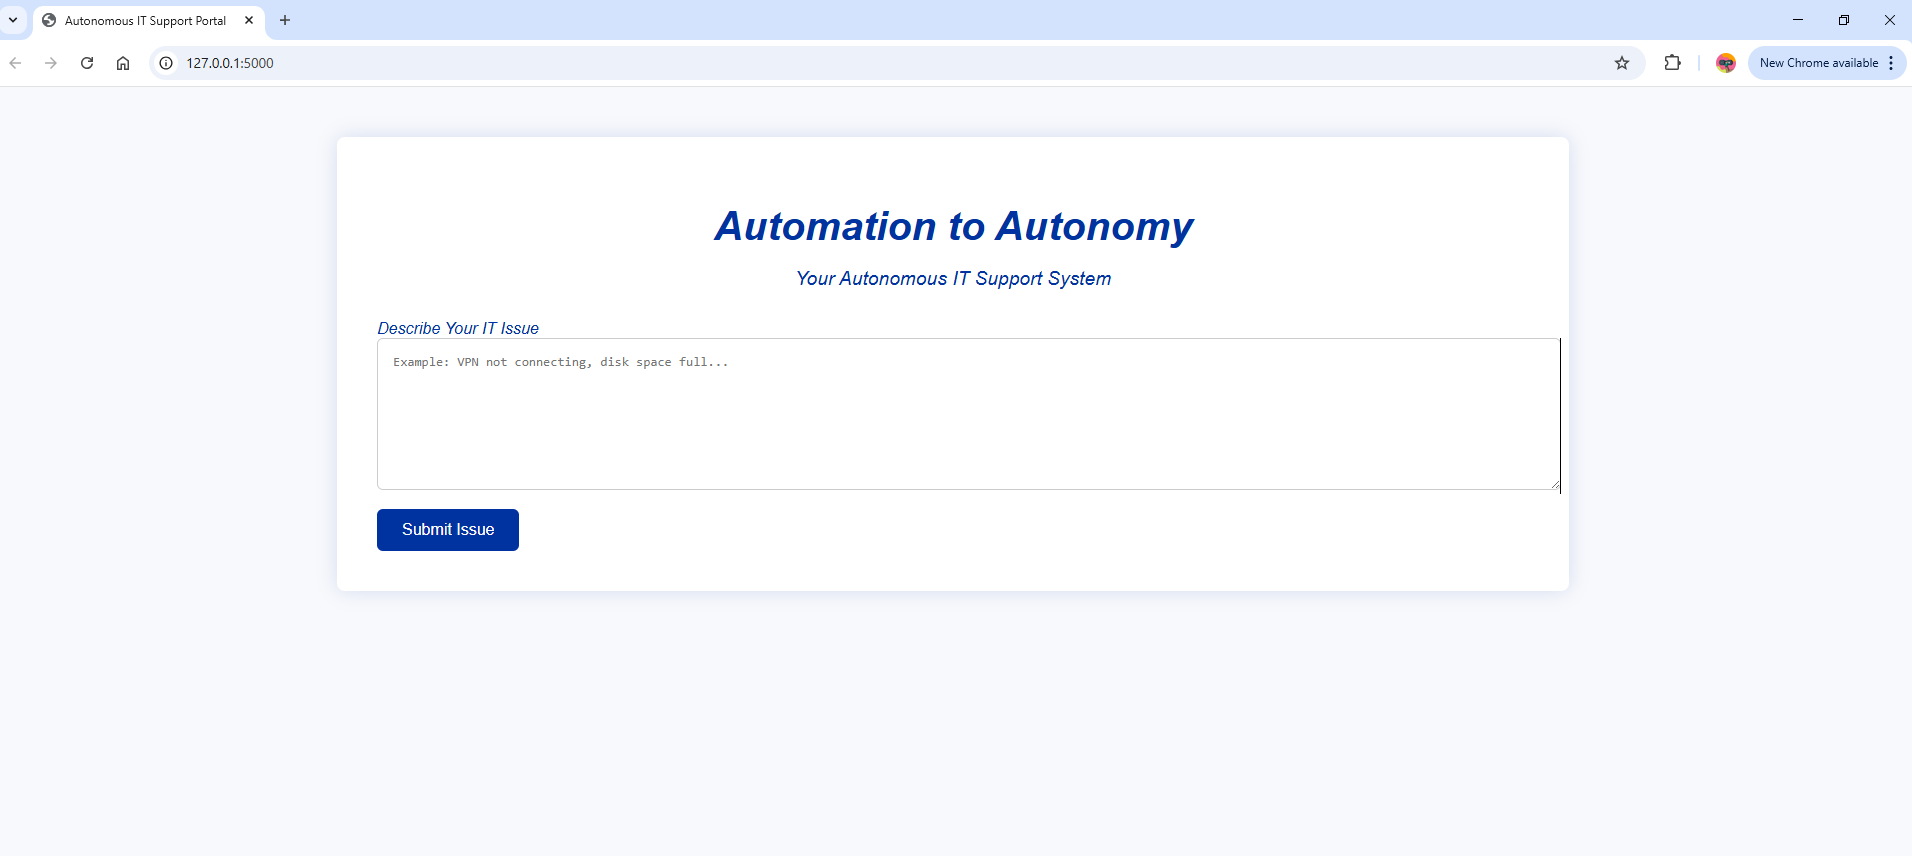 Autonomous IT Support Portal
127.0.0.1:5000
New Chrome available
Automation to Autonomy
Your Autonomous IT Support System
Describe Your IT Issue
Example: VPN not connecting, disk space full...
Submit Issue